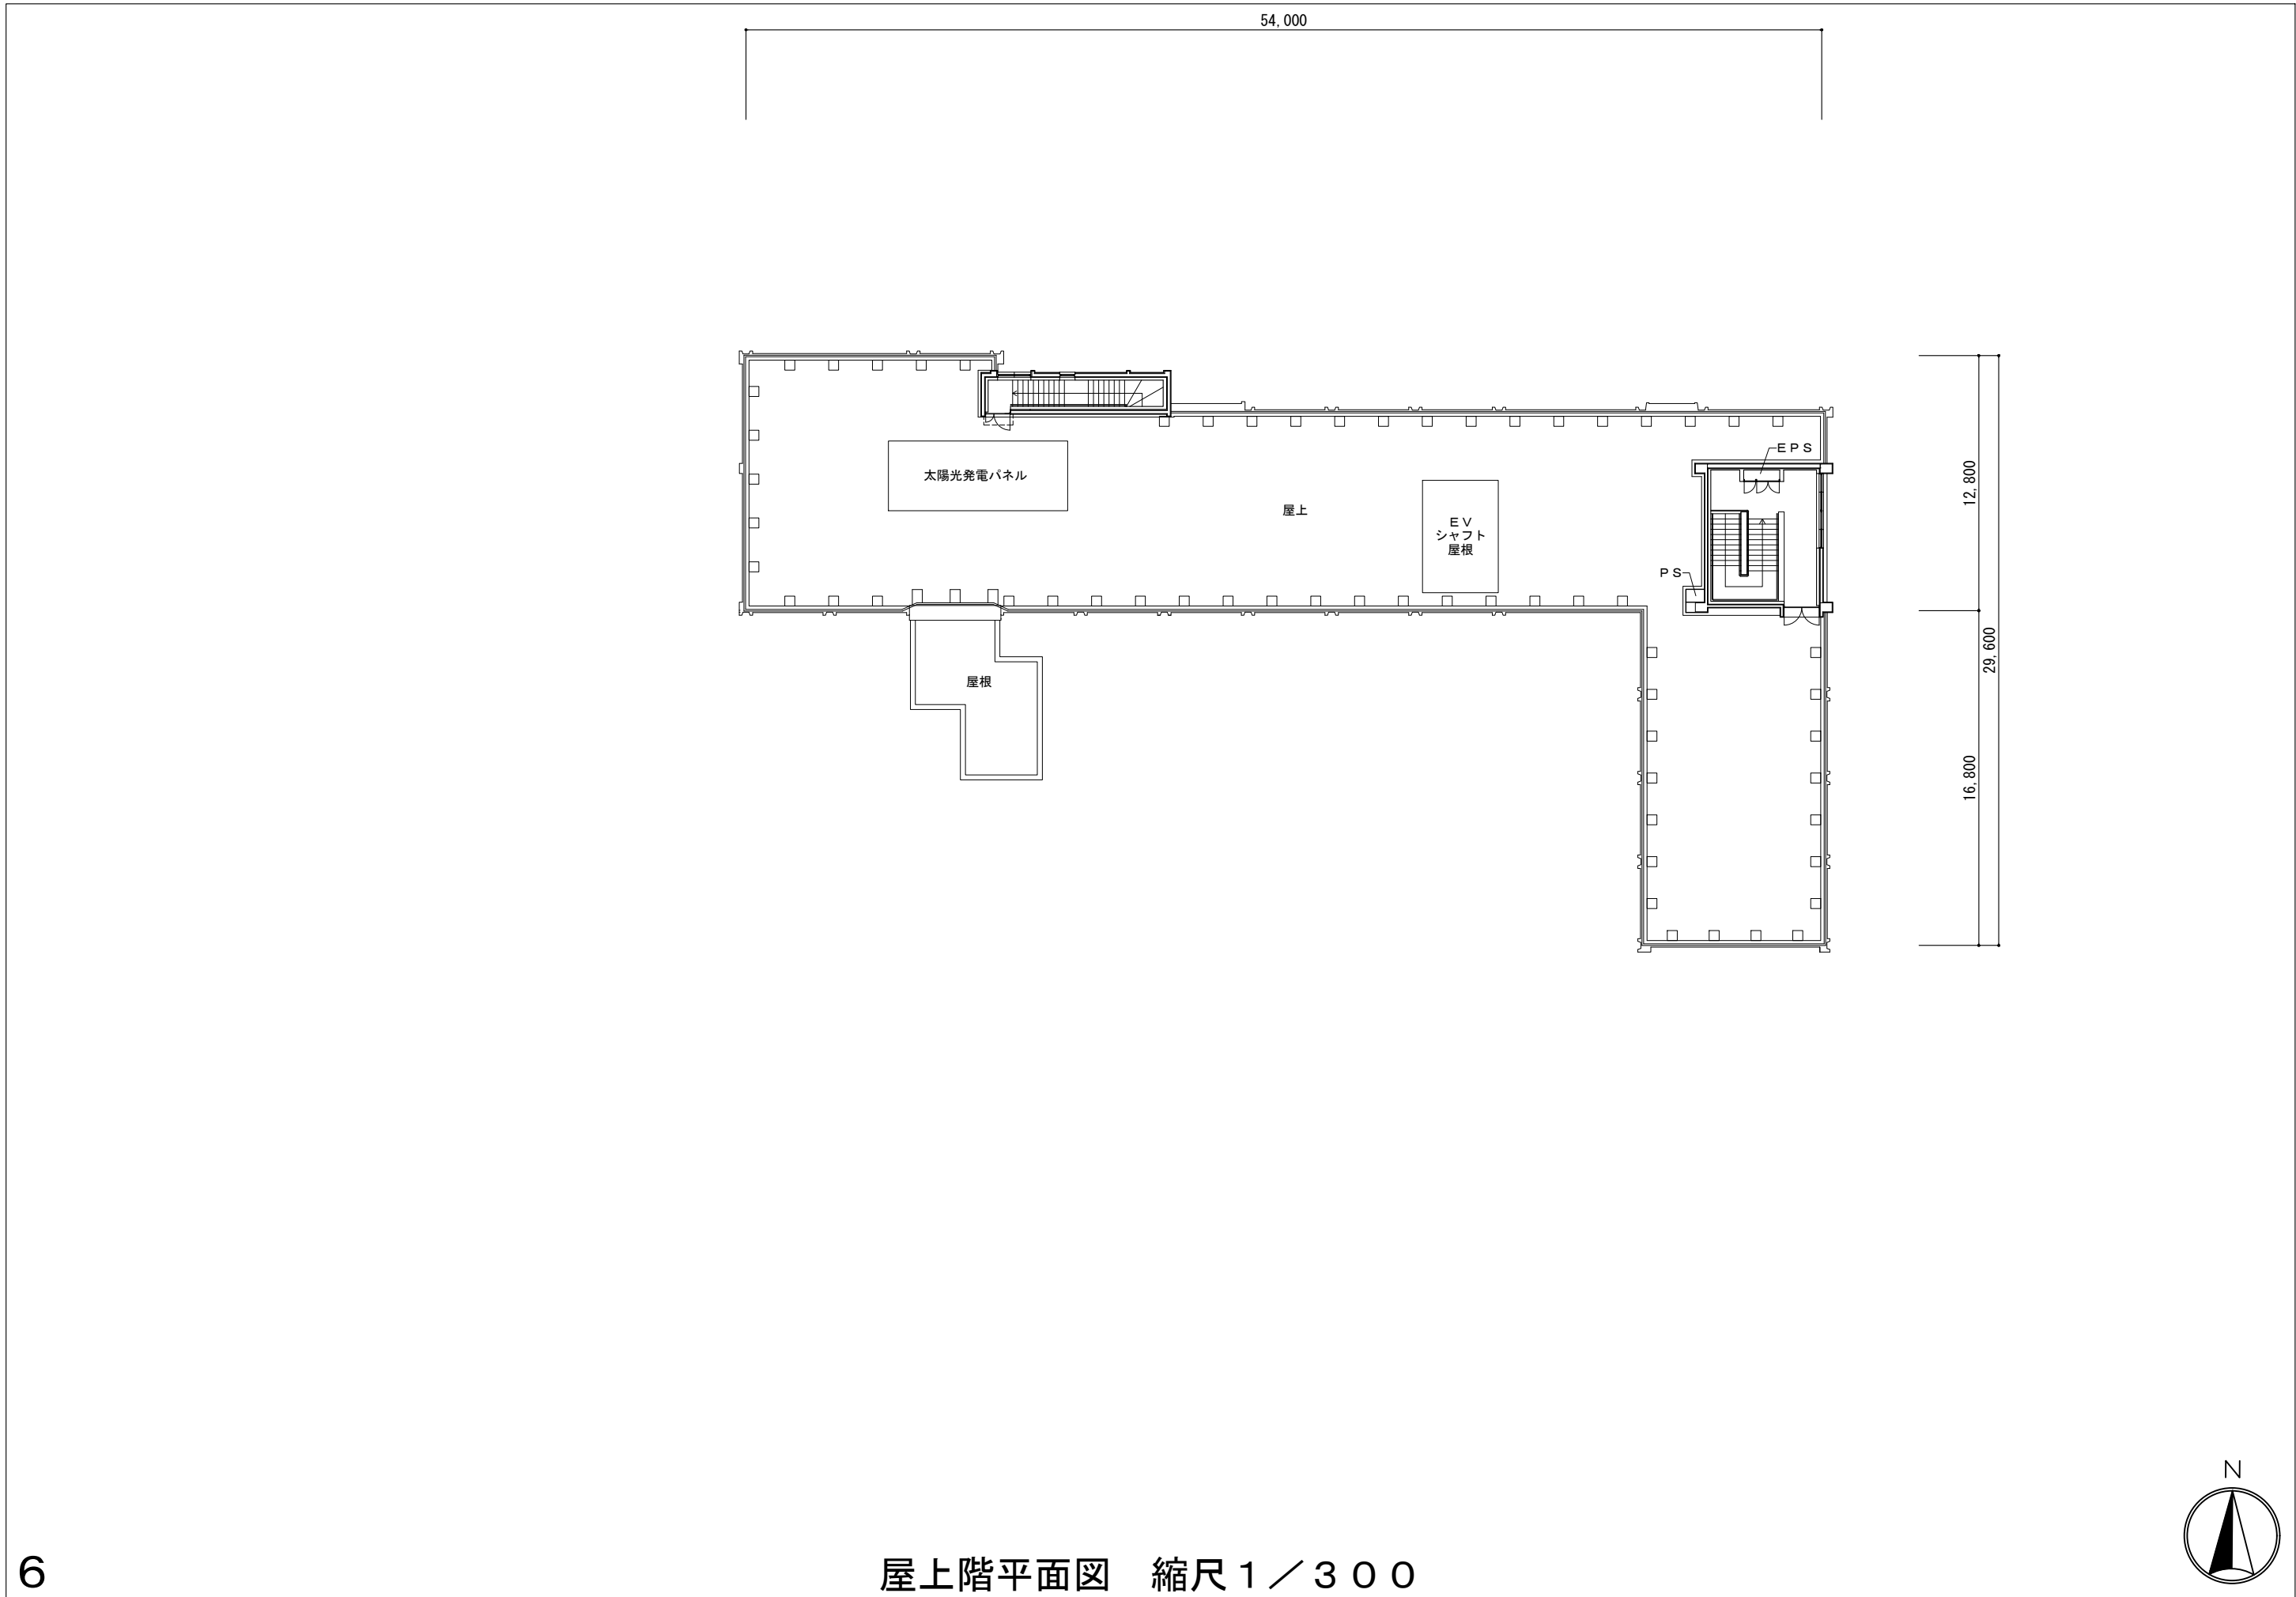 54,000
太陽光発電パネル
屋上
ＥＶ
シャフト
屋根
ＥＰＳ
ＰＳ
12,800
29,600
16,800
屋根
N
6
屋上階平面図　縮尺１／３００